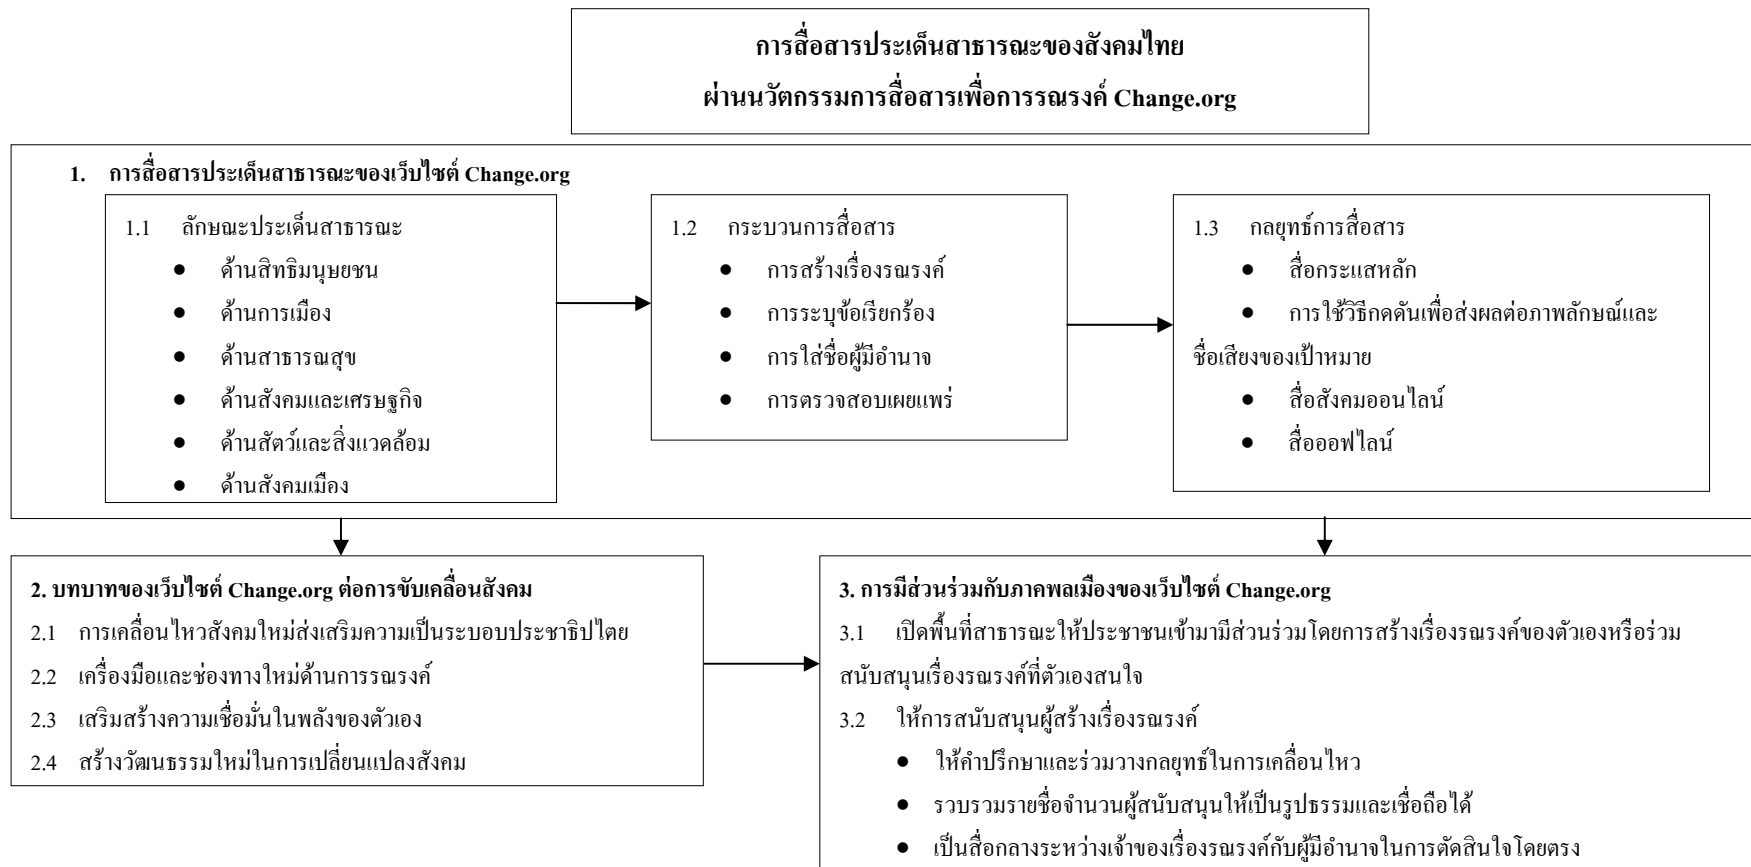 การสื่อสารประเด็นสาธารณะของสังคมไทย
ผ่านนวัตกรรมการสื่อสารเพื่อการรณรงค์ Change.org
1. การสื่อสารประเด็นสาธารณะของเว็บไซต์ Change.org
1.1 ลักษณะประเด็นสาธารณะ
● ด้านสิทธิมนุษยชน
● ด้านการเมือง
● ด้านสาธารณสุข
● ด้านสังคมและเศรษฐกิจ
● ด้านสัตว์และสิ่งแวดล้อม
● ด้านสังคมเมือง
1.2 กระบวนการสื่อสาร
● การสร้างเรื่องรณรงค์
● การระบุข้อเรียกร้อง
● การใส่ชื่อผู้มีอำนาจ
● การตรวจสอบเผยแพร่
1.3 กลยุทธ์การสื่อสาร
● สื่อกระแสหลัก
● การใช้วิธีกดดันเพื่อส่งผลต่อภาพลักษณ์และ
ชื่อเสียงของเป้าหมาย
● สื่อสังคมออนไลน์
● สื่อออฟไลน์
2. บทบาทของเว็บไซต์ Change.org ต่อการขับเคลื่อนสังคม
2.1 การเคลื่อนไหวสังคมใหม่ส่งเสริมความเป็นระบอบประชาธิปไตย
2.2 เครื่องมือและช่องทางใหม่ด้านการรณรงค์
2.3 เสริมสร้างความเชื่อมั่นในพลังของตัวเอง
2.4 สร้างวัฒนธรรมใหม่ในการเปลี่ยนแปลงสังคม
3. การมีส่วนร่วมกับภาคพลเมืองของเว็บไซต์ Change.org
3.1 เปิดพื้นที่สาธารณะให้ประชาชนเข้ามามีส่วนร่วมโดยการสร้างเรื่องรณรงค์ของตัวเองหรือร่วม
สนับสนุนเรื่องรณรงค์ที่ตัวเองสนใจ
3.2 ให้การสนับสนุนผู้สร้างเรื่องรณรงค์
● ให้คำปรึกษาและร่วมวางกลยุทธ์ในการเคลื่อนไหว
● รวบรวมรายชื่อจำนวนผู้สนับสนุนให้เป็นรูปธรรมและเชื่อถือได้
● เป็นสื่อกลางระหว่างเจ้าของเรื่องรณรงค์กับผู้มีอำนาจในการตัดสินใจโดยตรง